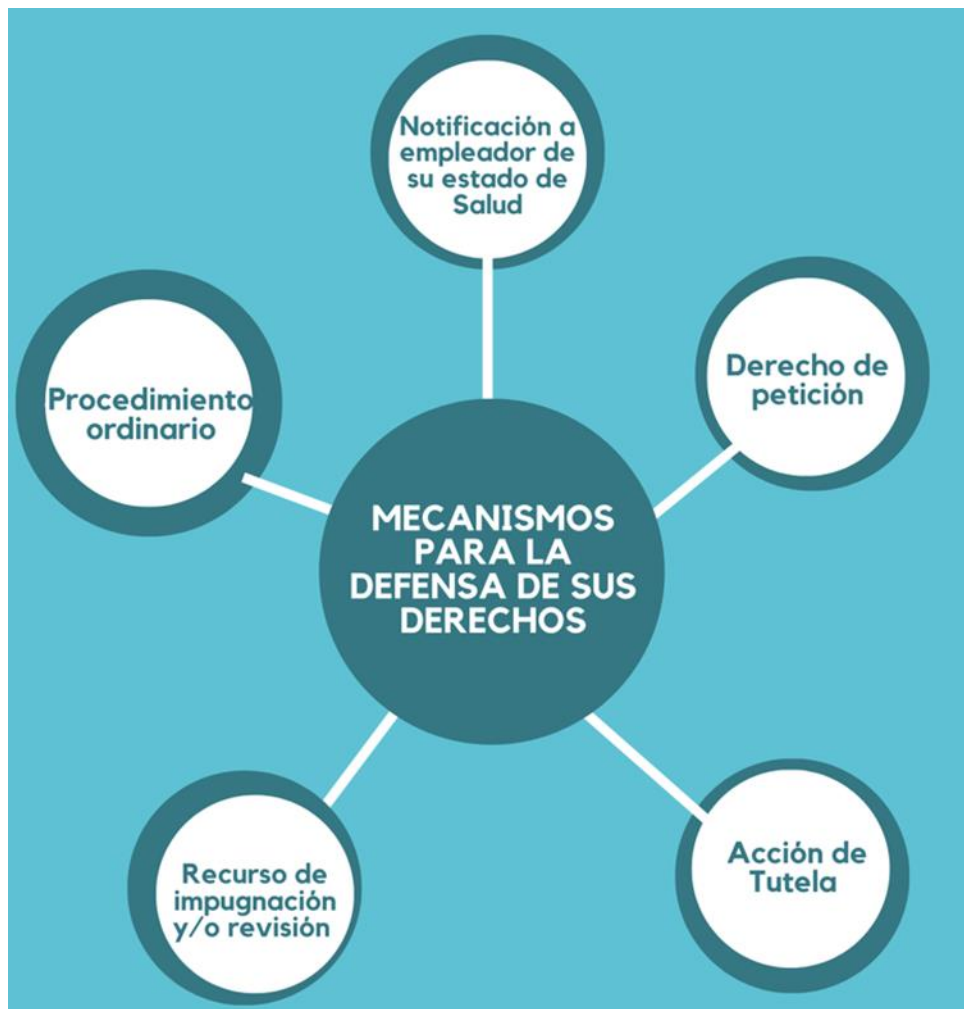 Notificación a
empleador de
su estado de
Salud
Derecho de
petición
Procedimiento
ordinario
MECANISMOS
PARA LA
DEFENSA DE SUS
DERECHOS
Acción de
Tutela
Recurso de
impugnación
y/o revisión